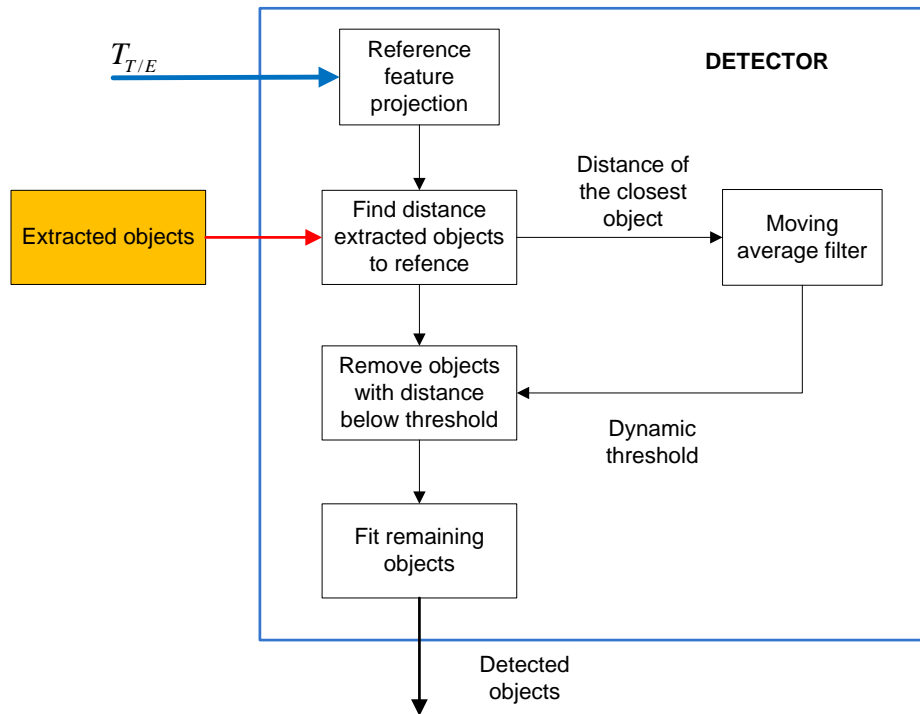 T_{T/E}
Reference
feature
projection
DETECTOR
Extracted objects
Find distance
extracted objects
to refence
Distance of
the closest
object
Moving
average filter
Remove objects
with distance
below threshold
Dynamic
threshold
Fit remaining
objects
Detected
objects